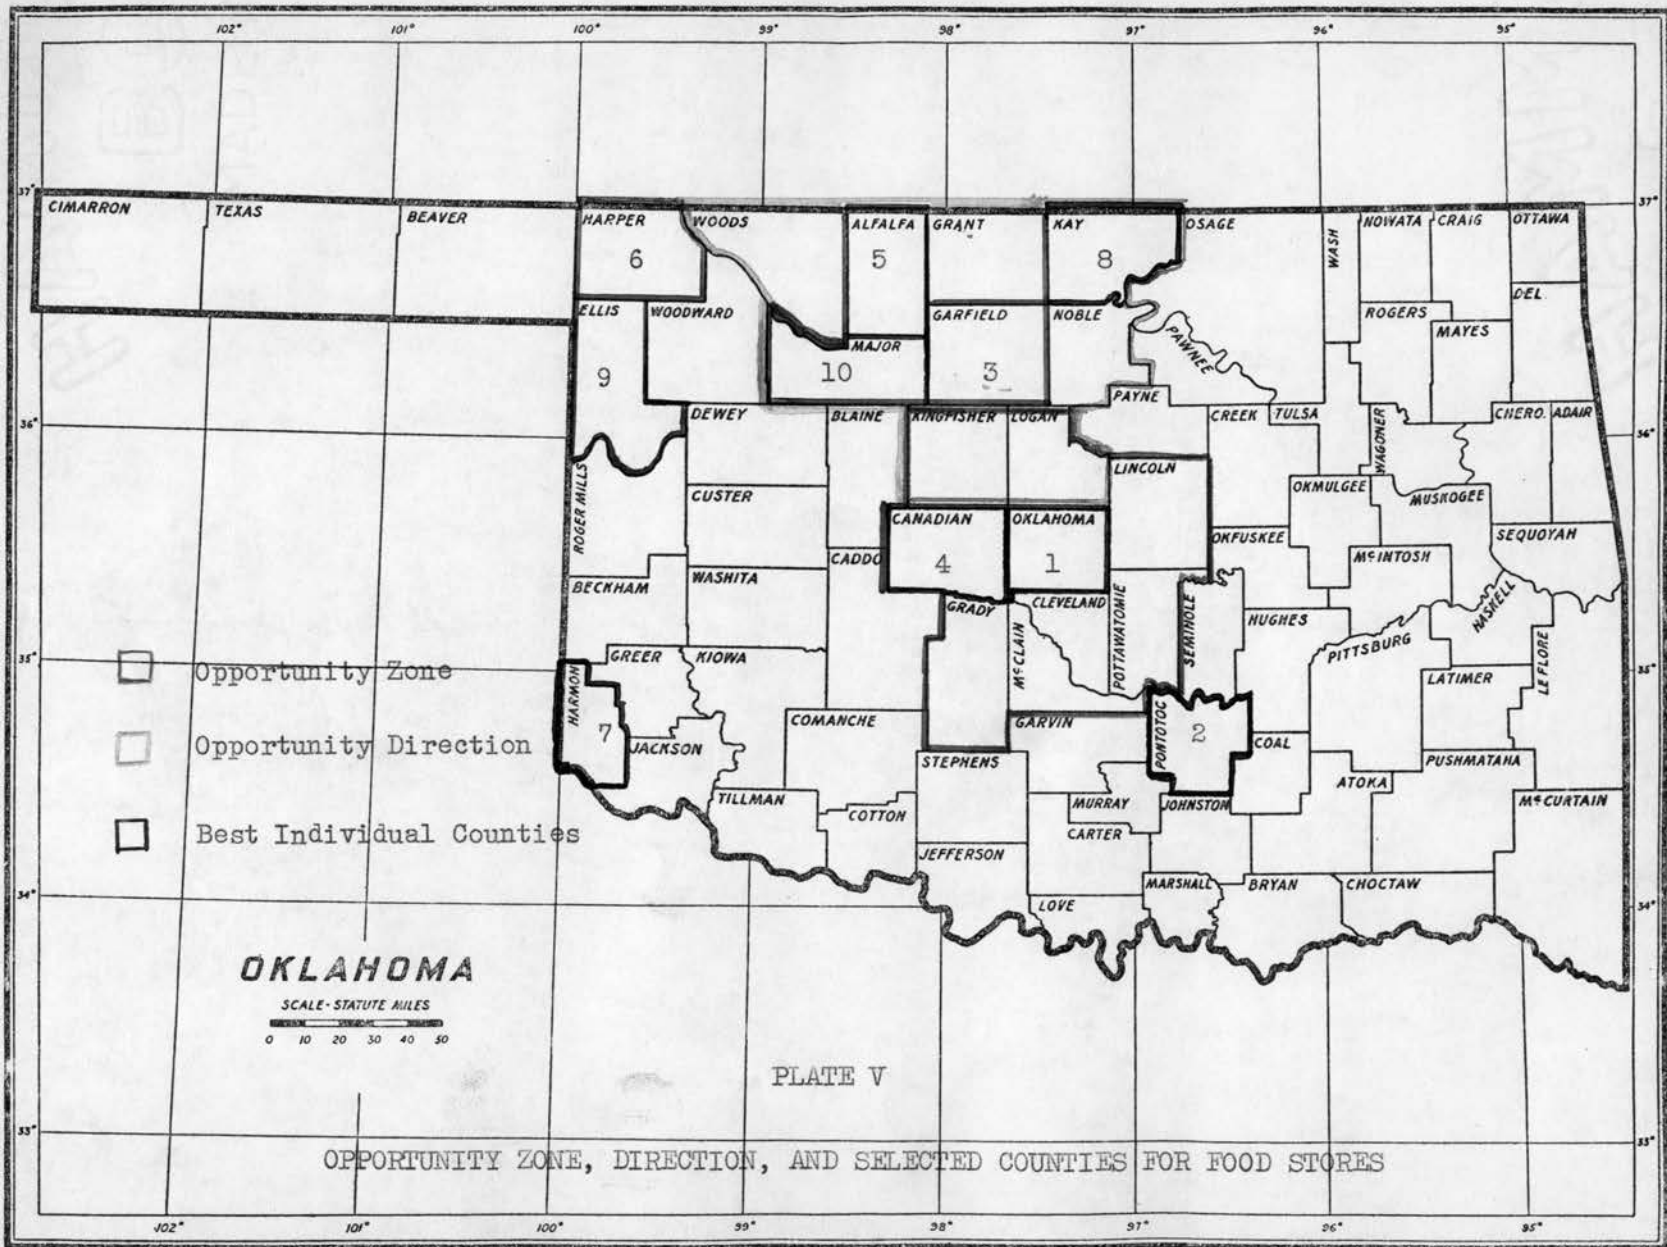 102° 101° 100° 99° 98° 97° 96° 95°
37° 37°
CIMARRON TEXAS BEAVER HARPER WOODS ALFALFA GRANT KAY OSAGE WASH NOWATA CRAIG OTTAWA
6 5 8
DEL.
ELLIS WOODWARD GARFIELD NOBLE ROGERS
MAJOR PAWNEE MAYES
9 10 3
PAYNE
DEWEY BLAINE KINGFISHER LOGAN CREEK TULSA WAGONER CHERO. ADAIR
36° 36°
LINCOLN
ROGER MILLS CUSTER OKMULGEE MUSKOGEE
CANADIAN OKLAHOMA
OKFUSKEE SEQUOYAH
CADDO 4 1 McINTOSH
BECKHAM WASHITA
GRADY CLEVELAND POTTAWATOMIE SEMINOLE HUGHES HASKELL
McCLAIN PITTSBURG LE FLORE
35° 35°
GREER KIOWA
Opportunity Zone
LATIMER
HARMON COMANCHE GARVIN PONTOTOC
7 2
Opportunity Direction
JACKSON COAL
STEPHENS PUSHMATAHA
ATOKA
TILLMAN MURRAY JOHNSTON McCURTAIN
COTTON
Best Individual Counties
CARTER
JEFFERSON
MARSHALL BRYAN CHOCTAW
34° 34°
LOVE
OKLAHOMA
SCALE-STATUTE MILES
0 10 20 30 40 50
PLATE V
33° 33°
OPPORTUNITY ZONE, DIRECTION, AND SELECTED COUNTIES FOR FOOD STORES
102° 101° 100° 99° 98° 97° 96° 95°